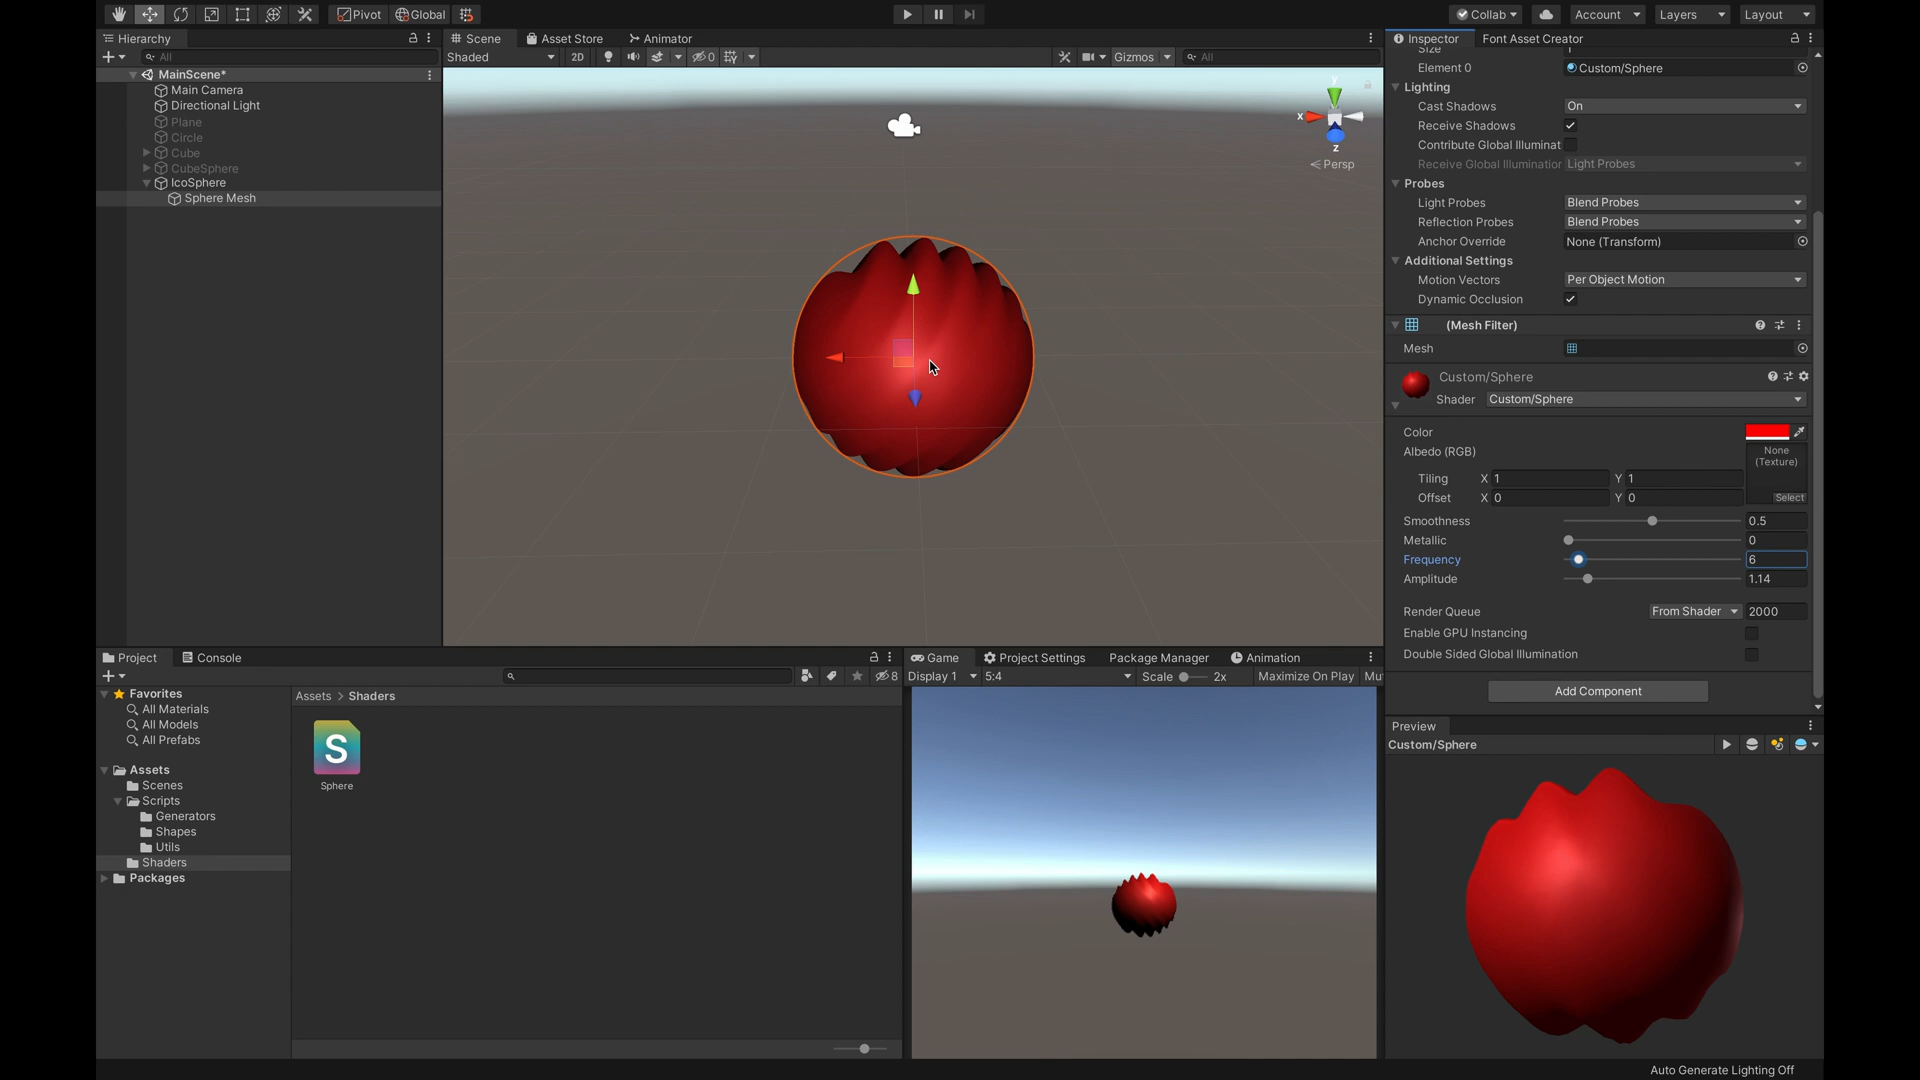 Pivot Global Collab Account Layers Layout
Hierarchy
All
MainScene*
Main Camera
Directional Light
Plane
Circle
Cube
CubeSphere
IcoSphere
Sphere Mesh
Scene Asset Store Animator
Shaded 2D 0 Gizmos All
y
x
z
Persp
Inspector Font Asset Creator
Size 1
Element 0 Custom/Sphere
Lighting
Cast Shadows On
Receive Shadows
Contribute Global Illuminat
Receive Global Illumination Light Probes
Probes
Light Probes Blend Probes
Reflection Probes Blend Probes
Anchor Override None (Transform)
Additional Settings
Motion Vectors Per Object Motion
Dynamic Occlusion
(Mesh Filter)
Mesh
Custom/Sphere
Shader Custom/Sphere
Color
Albedo (RGB) None
(Texture)
Tiling X 1 Y 1
Offset X 0 Y 0 Select
Smoothness 0.5
Metallic 0
Frequency 6
Amplitude 1.14
Render Queue From Shader 2000
Enable GPU Instancing
Double Sided Global Illumination
Add Component
Preview
Custom/Sphere
Project Console
8
Favorites
All Materials
All Models
All Prefabs
Assets
Scenes
Scripts
Generators
Shapes
Utils
Shaders
Packages
Assets > Shaders
S
Sphere
Game Project Settings Package Manager Animation
Display 1 5:4 Scale 2x Maximize On Play Mu
Auto Generate Lighting Off